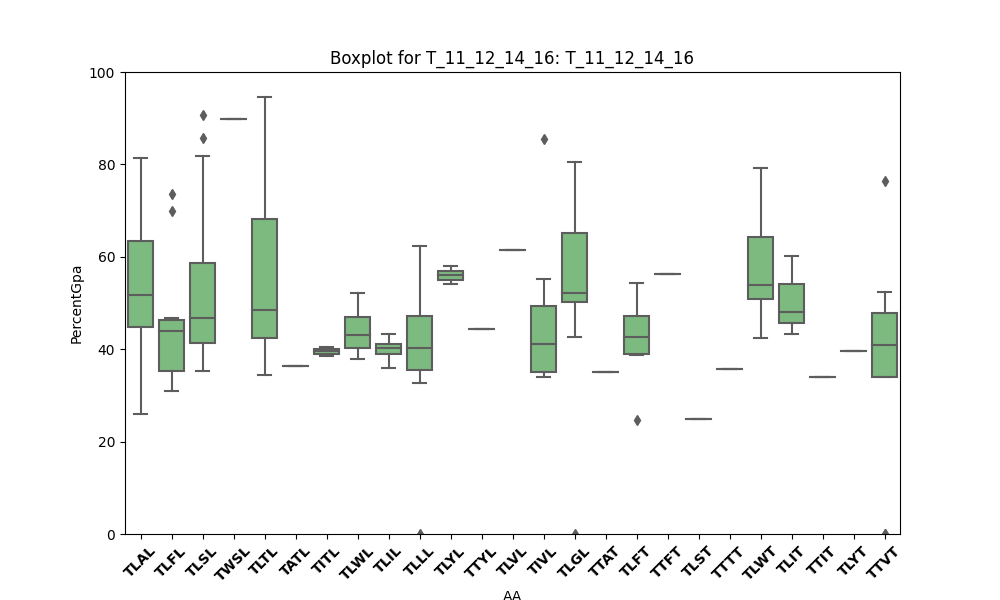 Boxplot for T_11_12_14_16: T_11_12_14_16
100
80
60
40
20
0
PercentGpa
TLAL TLFL TLSL TWSL TLTL TATL TITL TLWL TLIL TLLL TLYL TTYL TLVL TIVL TLGL TTAT TLFT TTFT TLST TTTT TLWT TLIT TTIT TLYT TTVT
AA